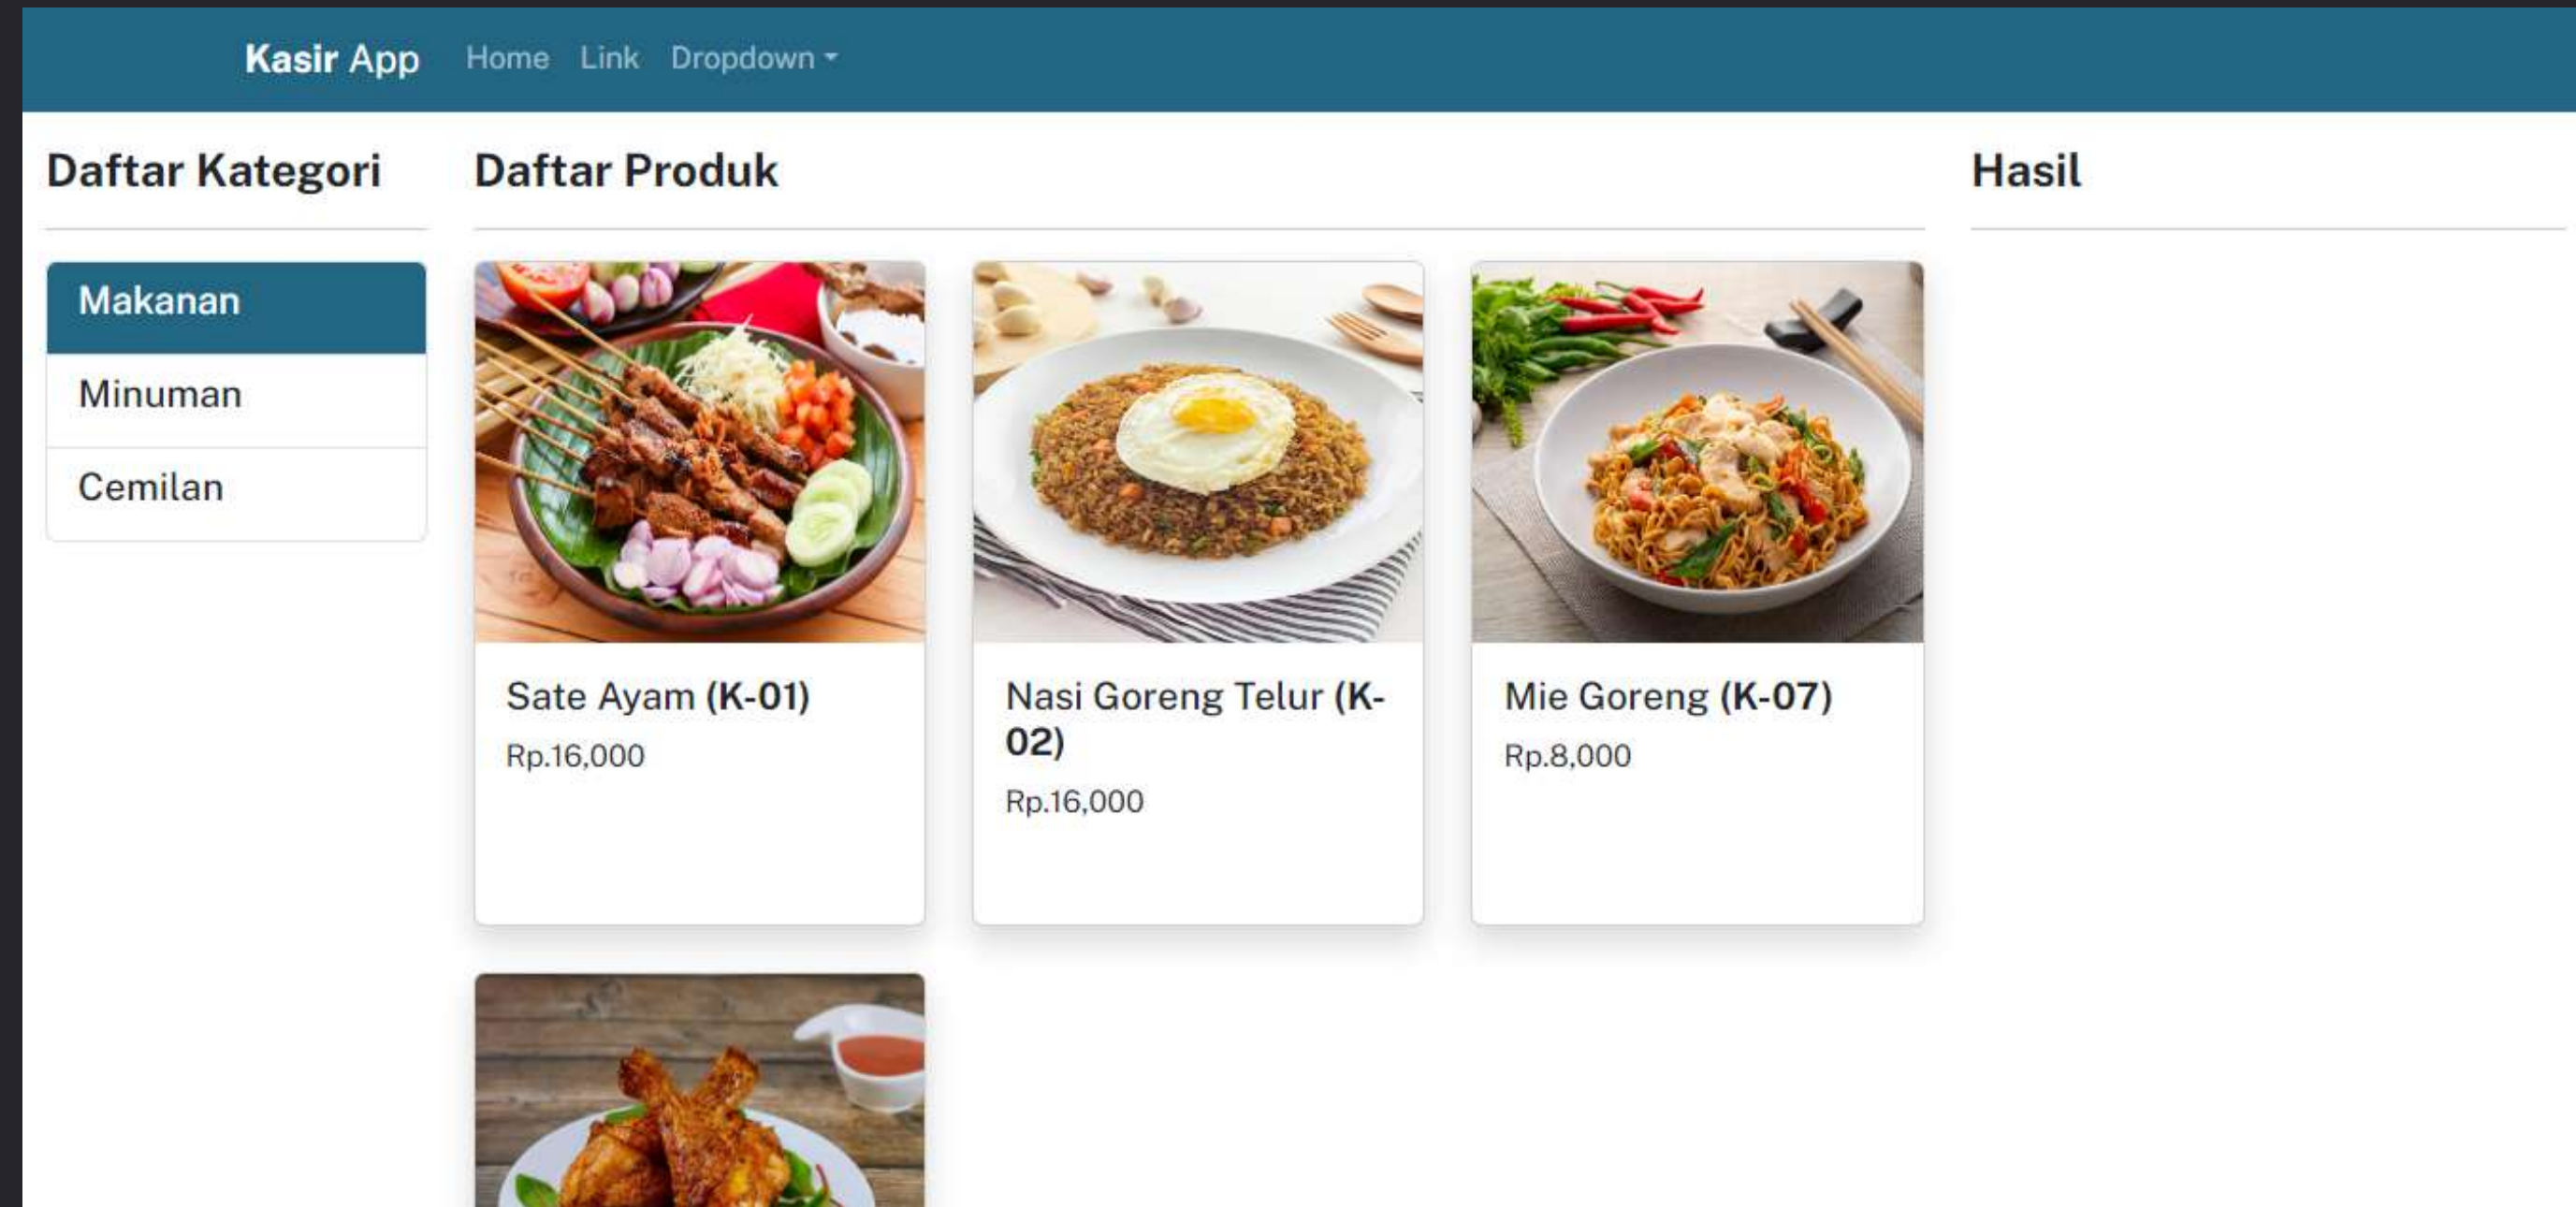 Kasir App Home Link Dropdown
Daftar Kategori
Makanan
Minuman
Cemilan
Daftar Produk
Sate Ayam (K-01)
Rp.16,000
Nasi Goreng Telur (K-
02)
Rp.16,000
Mie Goreng (K-07)
Rp.8,000
Hasil